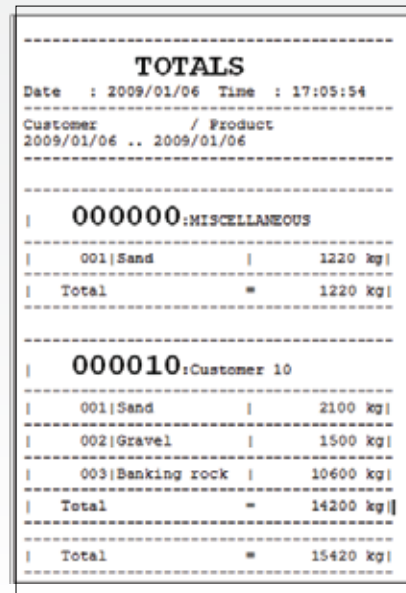 ----------------------------------------
TOTALS
Date : 2009/01/06 Time : 17:05:54
----------------------------------------
Customer / Product
2009/01/06 .. 2009/01/06
----------------------------------------
----------------------------------------
| 000000:MISCELLANEOUS
----------------------------------------
| 001|Sand | 1220 kg|
----------------------------------------
| Total = 1220 kg|
----------------------------------------
----------------------------------------
| 000010:Customer 10
----------------------------------------
| 001|Sand | 2100 kg|
----------------------------------------
| 002|Gravel | 1500 kg|
----------------------------------------
| 003|Banking rock | 10600 kg|
----------------------------------------
| Total = 14200 kg|
----------------------------------------
----------------------------------------
| Total = 15420 kg|
----------------------------------------